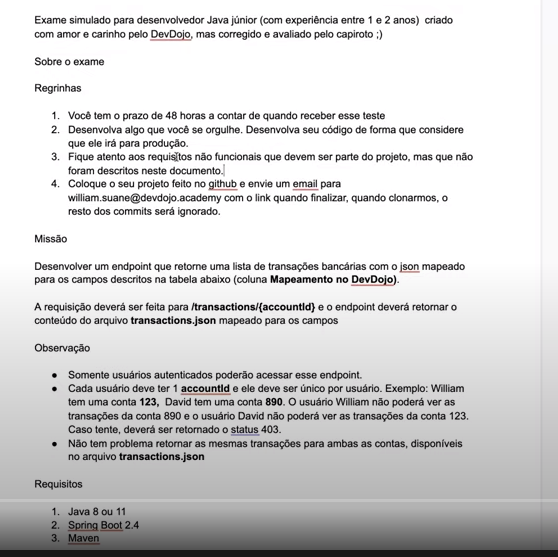 Exame simulado para desenvolvedor Java júnior (com experiência entre 1 e 2 anos)  criado
com amor e carinho pelo DevDojo, mas corrigido e avaliado pelo capiroto ;)
Sobre o exame
Regrinhas
1. Você tem o prazo de 48 horas a contar de quando receber esse teste
2. Desenvolva algo que você se orgulhe. Desenvolva seu código de forma que considere
que ele irá para produção.
3. Fique atento aos requisitos não funcionais que devem ser parte do projeto, mas que não
foram descritos neste documento.
4. Coloque o seu projeto feito no github e envie um email para
william.suane@devdojo.academy com o link quando finalizar, quando clonarmos, o
resto dos commits será ignorado.
Missão
Desenvolver um endpoint que retorne uma lista de transações bancárias com o json mapeado
para os campos descritos na tabela abaixo (coluna Mapeamento no DevDojo).
A requisição deverá ser feita para /transactions/{accountId} e o endpoint deverá retornar o
conteúdo do arquivo transactions.json mapeado para os campos
Observação
● Somente usuários autenticados poderão acessar esse endpoint.
● Cada usuário deve ter 1 accountId e ele deve ser único por usuário. Exemplo: William
tem uma conta 123, David tem uma conta 890. O usuário William não poderá ver as
transações da conta 890 e o usuário David não poderá ver as transações da conta 123.
Caso tente, deverá ser retornado o status 403.
● Não tem problema retornar as mesmas transações para ambas as contas, disponíveis
no arquivo transactions.json
Requisitos
1. Java 8 ou 11
2. Spring Boot 2.4
3. Maven